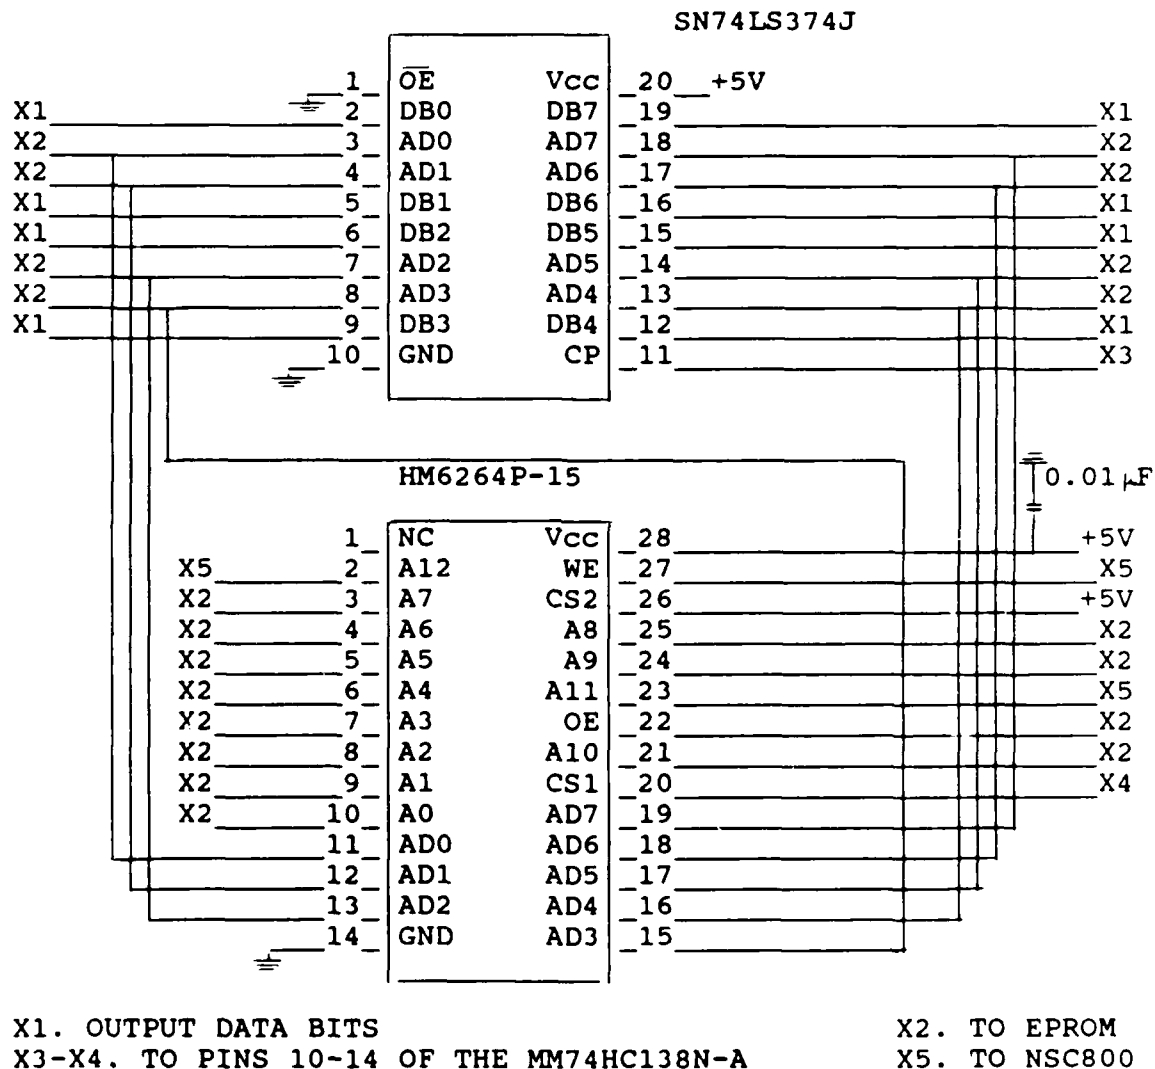 SN74LS374J
1 OE Vcc 20 +5V
X1 2 DB0 DB7 19 X1
X2 3 AD0 AD7 18 X2
X2 4 AD1 AD6 17 X2
X1 5 DB1 DB6 16 X1
X1 6 DB2 DB5 15 X1
X2 7 AD2 AD5 14 X2
X2 8 AD3 AD4 13 X2
X1 9 DB3 DB4 12 X1
10 GND CP 11 X3
HM6264P-15 0.01µF
1 NC Vcc 28 +5V
X5 2 A12 WE 27 X5
X2 3 A7 CS2 26 +5V
X2 4 A6 A8 25 X2
X2 5 A5 A9 24 X2
X2 6 A4 A11 23 X5
X2 7 A3 OE 22 X2
X2 8 A2 A10 21 X2
X2 9 A1 CS1 20 X4
X2 10 A0 AD7 19
11 AD0 AD6 18
12 AD1 AD5 17
13 AD2 AD4 16
14 GND AD3 15
X1. OUTPUT DATA BITS X2. TO EPROM
X3-X4. TO PINS 10-14 OF THE MM74HC138N-A X5. TO NSC800